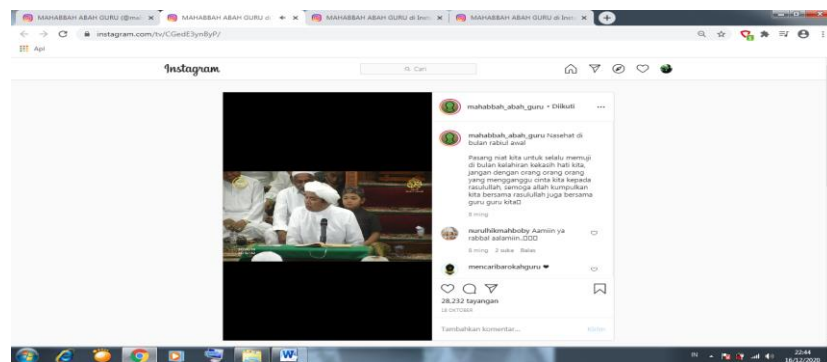 MAHABBAH ABAH GURU (@mal
MAHABBAH ABAH GURU di
MAHABBAH ABAH GURU di Inst
MAHABBAH ABAH GURU di Inst
instagram.com/tv/CGedE3ynByP/
Apl
Instagram
Cari
mahabbah_abah_guru • Diikuti
mahabbah_abah_guru Nasehat di
bulan rabiul awal
Pasang niat kita untuk selalu memuji
di bulan kelahiran kekasih hati kita,
jangan dengan orang orang orang
yang mengganggu cinta kita kepada
rasulullah, semoga allah kumpulkan
kita bersama rasulullah juga bersama
guru guru kita
8 ming
nurulhikmahboby Aamiin ya
rabbal aalamiin..
8 ming 2 suka Balas
mencaribarokahguru
28.232 tayangan
18 OKTOBER
Tambahkan komentar...
Kirim
IN
22:44
16/12/2020